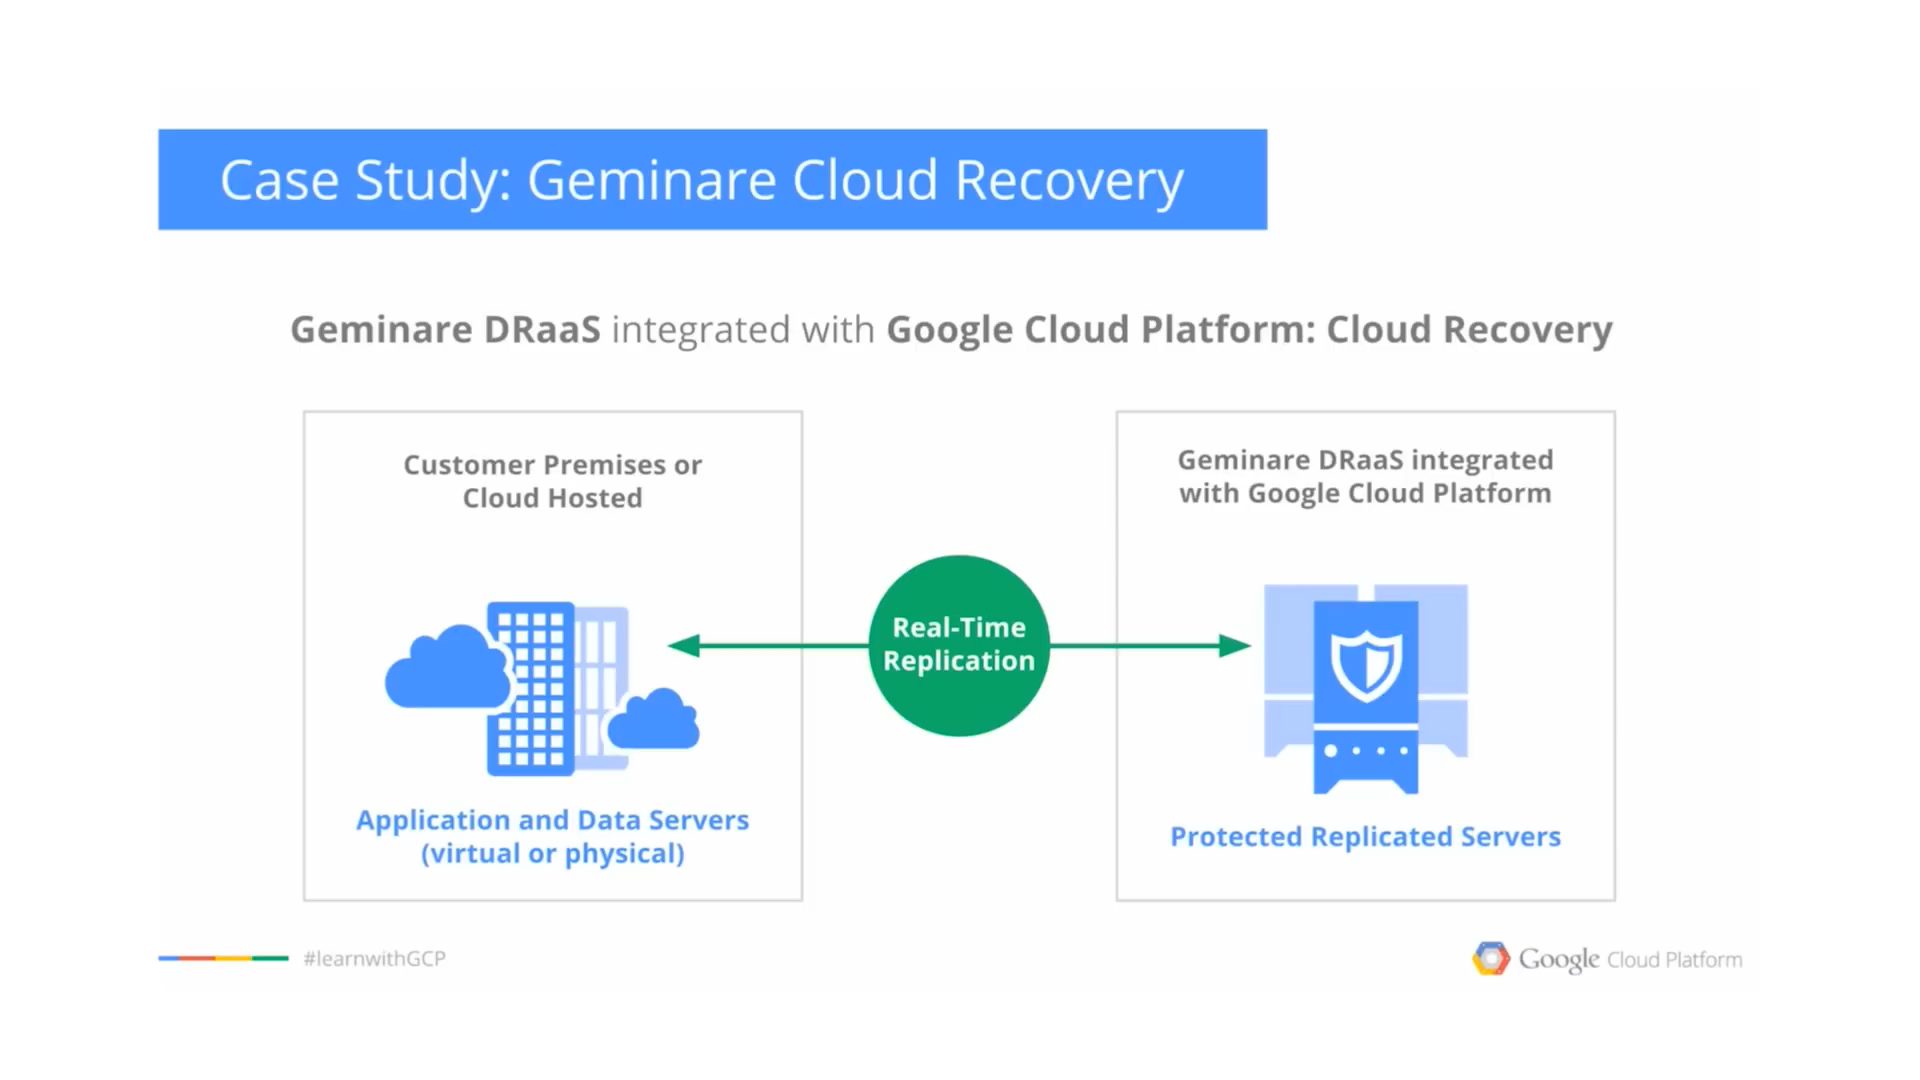 Case Study: Geminare Cloud Recovery
Geminare DRaaS integrated with Google Cloud Platform: Cloud Recovery
Customer Premises or
Cloud Hosted
Application and Data Servers
(virtual or physical)
Real-Time
Replication
Geminare DRaaS integrated
with Google Cloud Platform
Protected Replicated Servers
#learnwithGCP
Google Cloud Platform